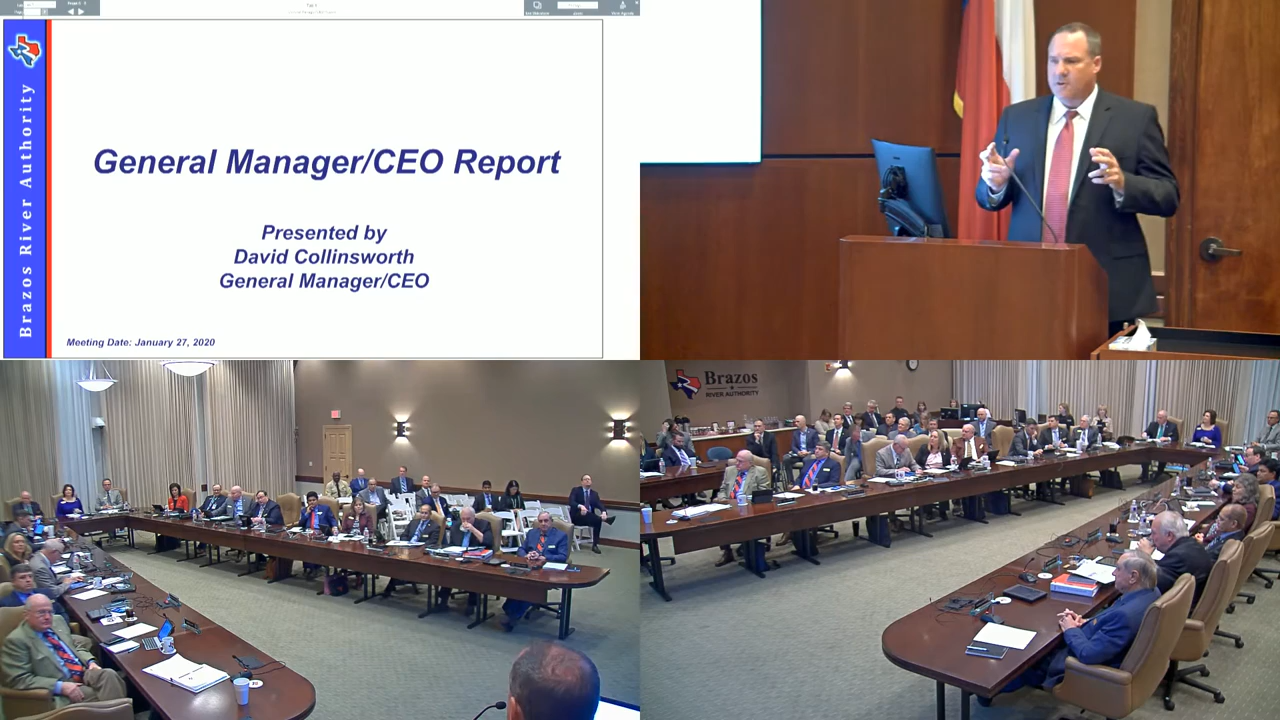 Brazos River Authority
General Manager/CEO Report
Presented by
David Collinsworth
General Manager/CEO
Meeting Date: January 27, 2020
Brazos
RIVER AUTHORITY